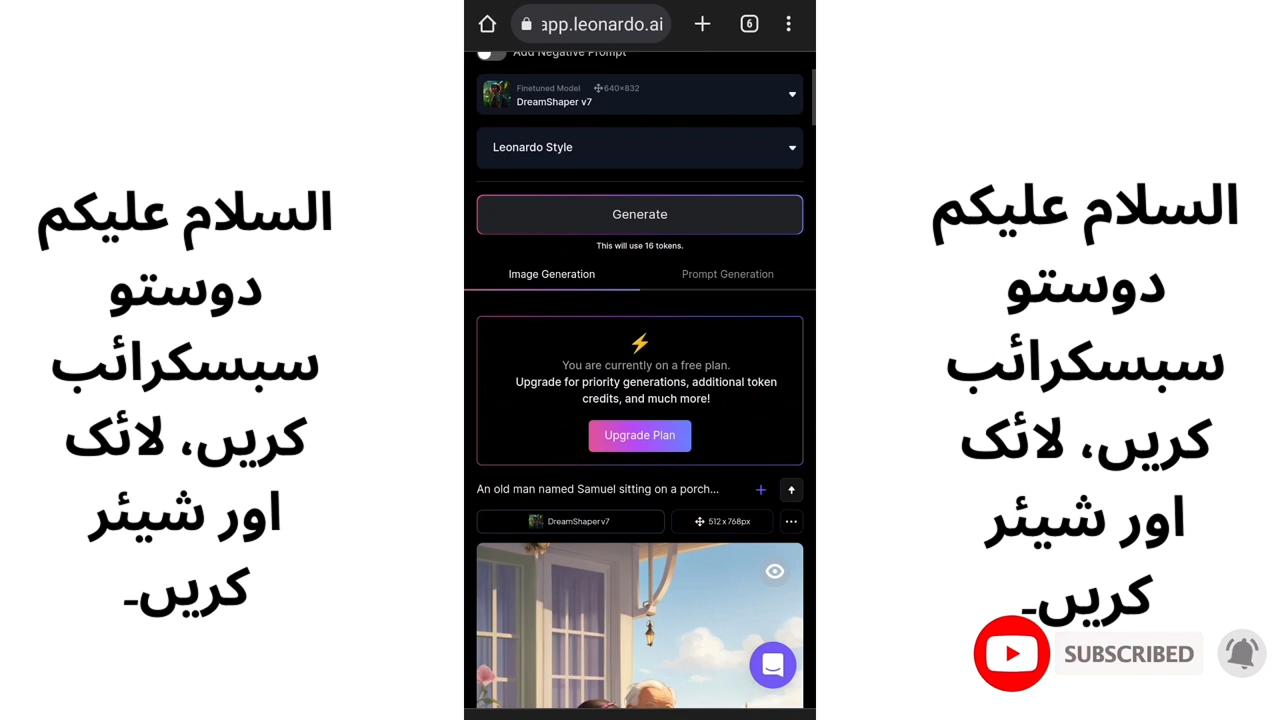 السلام علیکم
دوستو
سبسکرائب
کریں، لائک
اور شیئر
کریں۔
app.leonardo.ai
6
Add Negative Prompt
Finetuned Model 640×832
DreamShaper v7
Leonardo Style
Generate
This will use 16 tokens.
Image Generation Prompt Generation
You are currently on a free plan.
Upgrade for priority generations, additional token
credits, and much more!
Upgrade Plan
An old man named Samuel sitting on a porch...
DreamShaper v7 512 x 768px
السلام علیکم
دوستو
سبسکرائب
کریں، لائک
اور شیئر
کریں۔
SUBSCRIBED